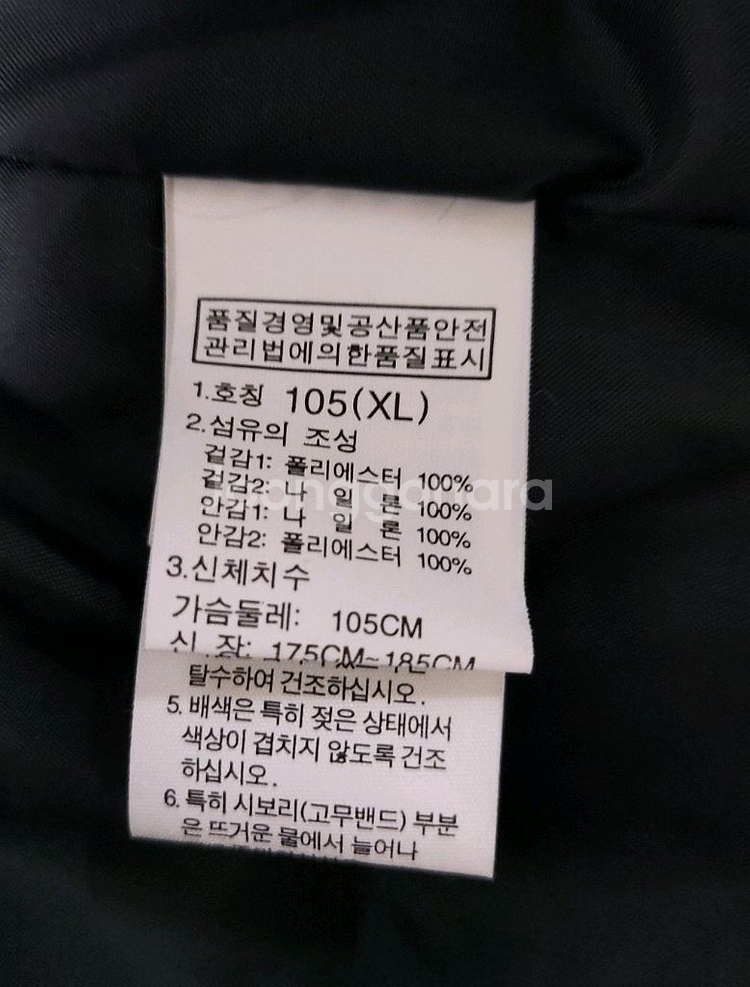 품질경영및공산품안전
관리법에의한품질표시
1.호칭 105(XL)
2.섬유의 조성
겉감1: 폴리에스터 100%
겉감2: 나 일 론 100%
안감1: 나 일 론 100%
안감2: 폴리에스터 100%
3.신체치수
가슴둘레: 105CM
신 장: 175CM~185CM
탈수하여 건조하십시오.
5. 배색은 특히 젖은 상태에서
색상이 겹치지 않도록 건조
하십시오.
6. 특히 시보리(고무밴드) 부분
은 뜨거운 물에서 늘어나